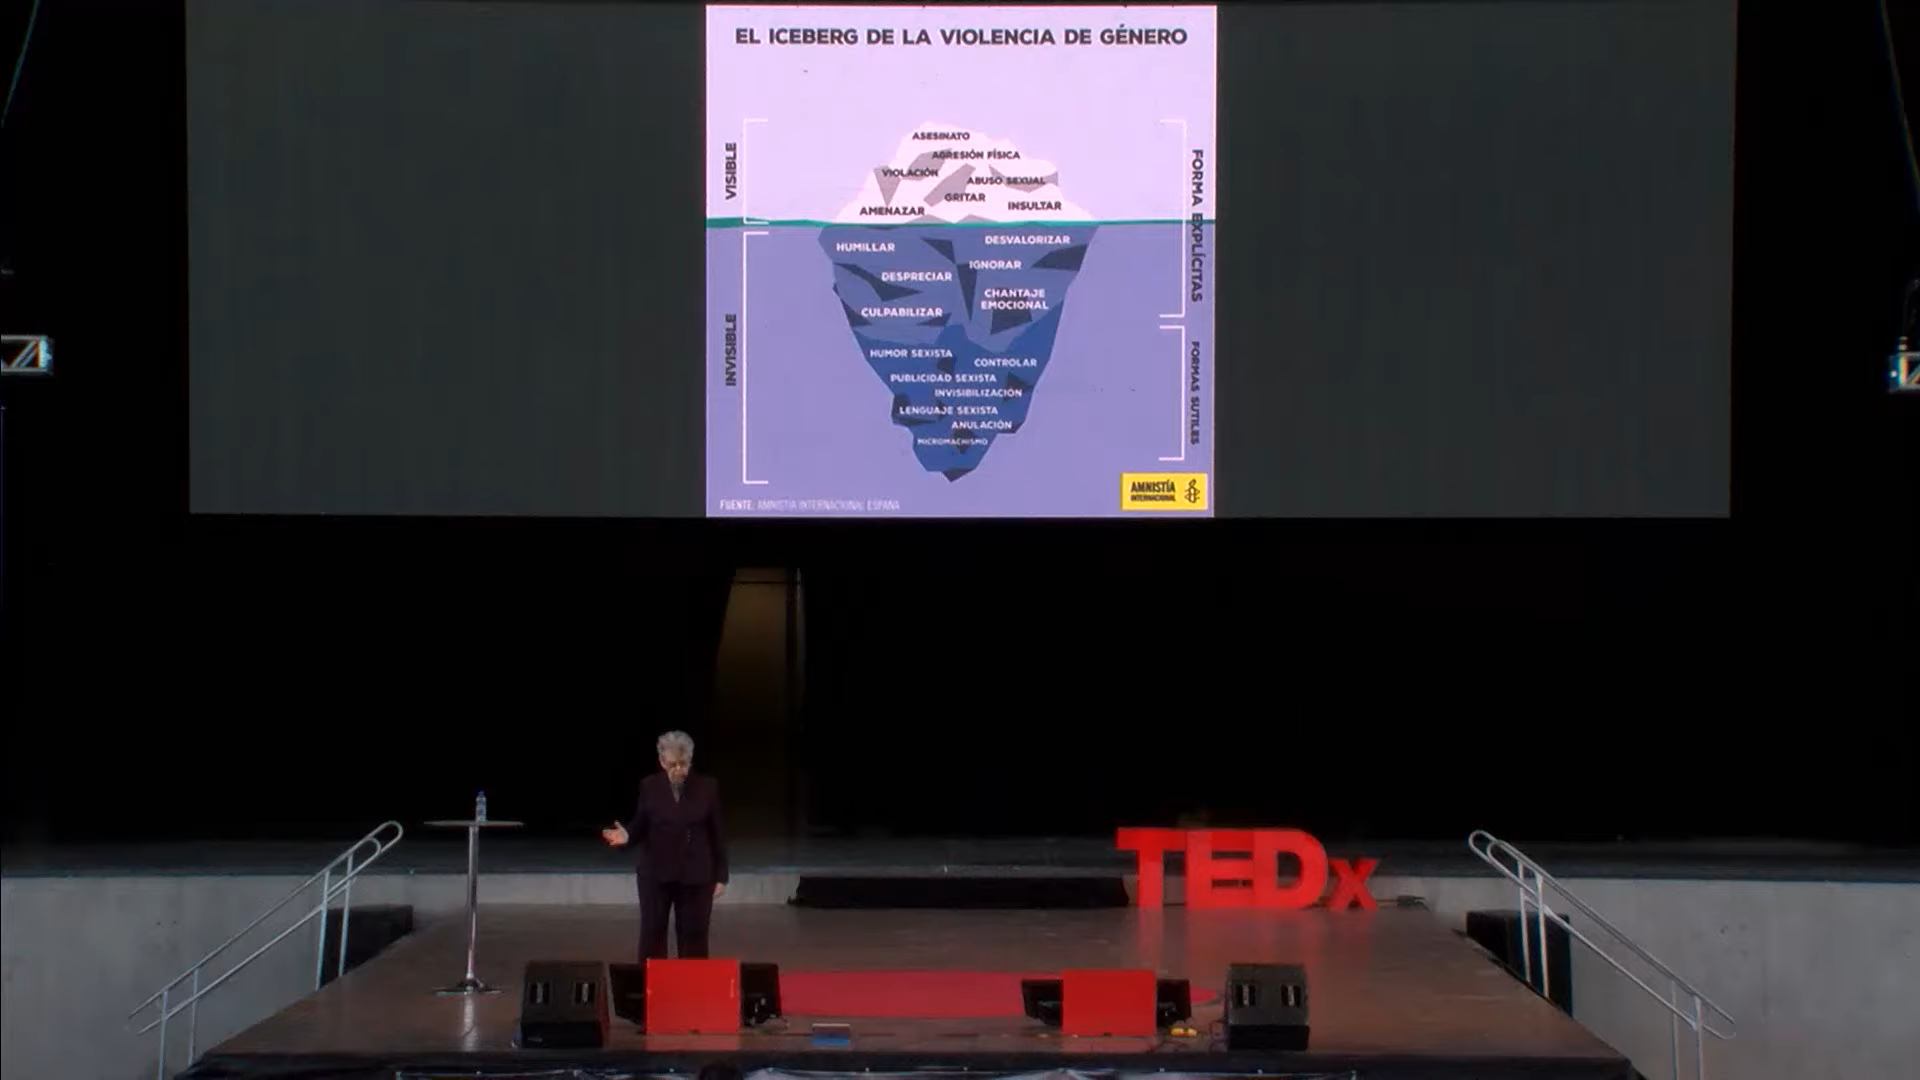 EL ICEBERG DE LA VIOLENCIA DE GÉNERO
VISIBLE
ASESINATO
AGRESIÓN FÍSICA
VIOLACIÓN
ABUSO SEXUAL
GRITAR
INSULTAR
AMENAZAR
FORMA EXPLÍCITAS
INVISIBLE
HUMILLAR
DESVALORIZAR
IGNORAR
DESPRECIAR
CHANTAJE
EMOCIONAL
CULPABILIZAR
HUMOR SEXISTA
CONTROLAR
PUBLICIDAD SEXISTA
INVISIBILIZACIÓN
LENGUAJE SEXISTA
ANULACIÓN
MICROMACHISMO
FORMAS SUTILES
FUENTE: AMNISTIA INTERNACIONAL ESPAÑA
AMNISTÍA
INTERNACIONAL
TEDx